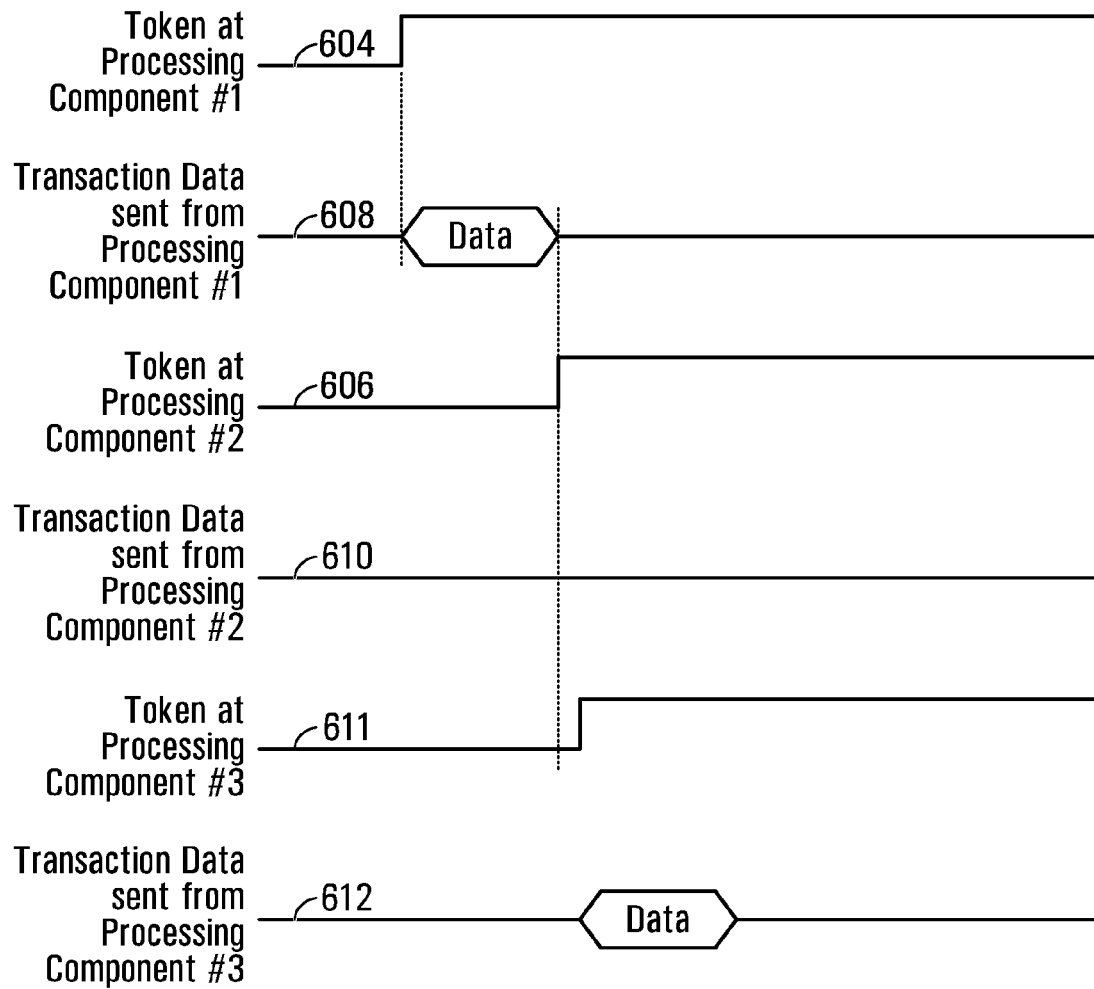 Token at
Processing
Component #1
604
Transaction Data
sent from
Processing
Component #1
608
Data
Token at
Processing
Component #2
606
Transaction Data
sent from
Processing
Component #2
610
Token at
Processing
Component #3
611
Transaction Data
sent from
Processing
Component #3
612
Data